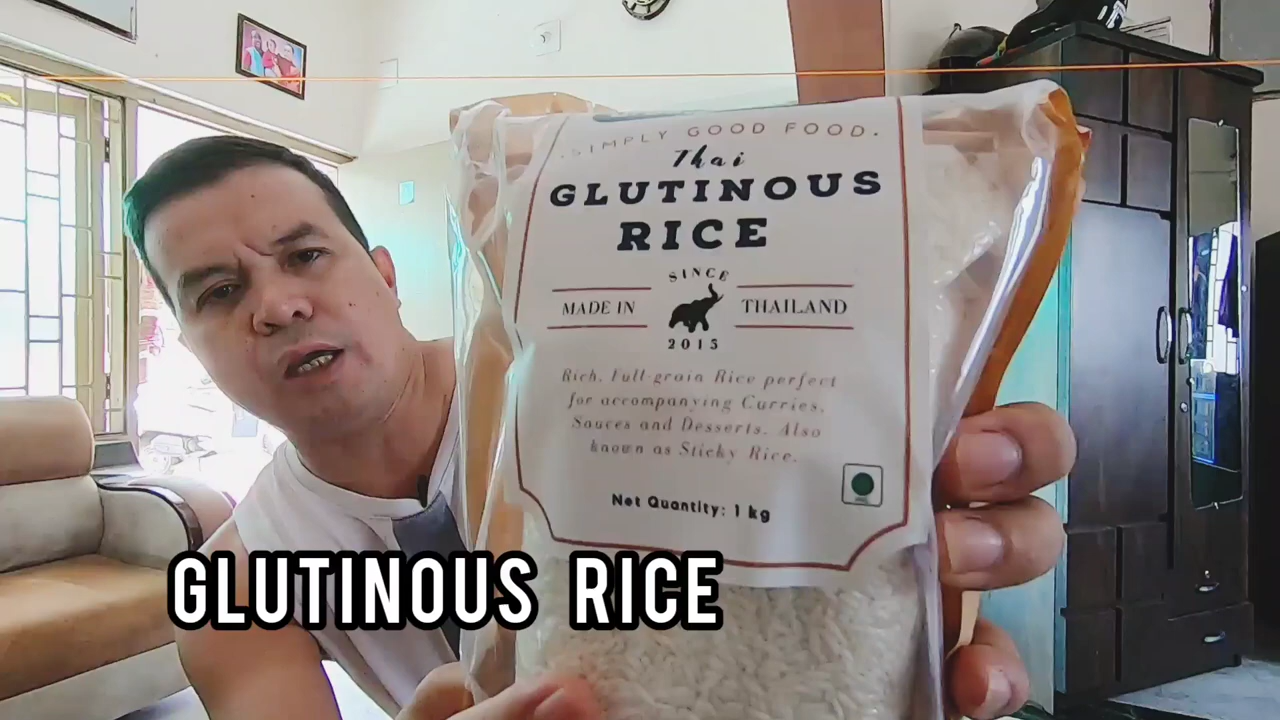 .SIMPLY GOOD FOOD.
Thai
GLUTINOUS
RICE
SINCE
MADE IN THAILAND
2015
Rich, Full-grain Rice perfect
for accompanying Curries,
Sauces and Desserts. Also
known as Sticky Rice.
Net Quantity: 1 kg
GLUTINOUS RICE